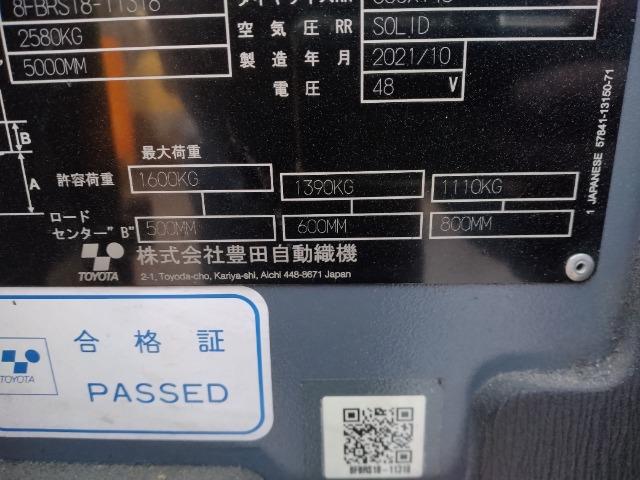 8FBRS18-11318
空気圧 RR SOLID
2580KG
製造年月 2021/10
5000MM
電圧 48 V
B
A
最大荷重
許容荷重 1600KG 1390KG 1110KG
ロードセンター"B" 500MM 600MM 800MM
TOYOTA 株式会社豊田自動織機
2-1, Toyoda-cho, Kariya-shi, Aichi 448-8671 Japan
1 JAPANESE 57841-13150-71
TOYOTA
合格証
PASSED
8FBRS18-11318